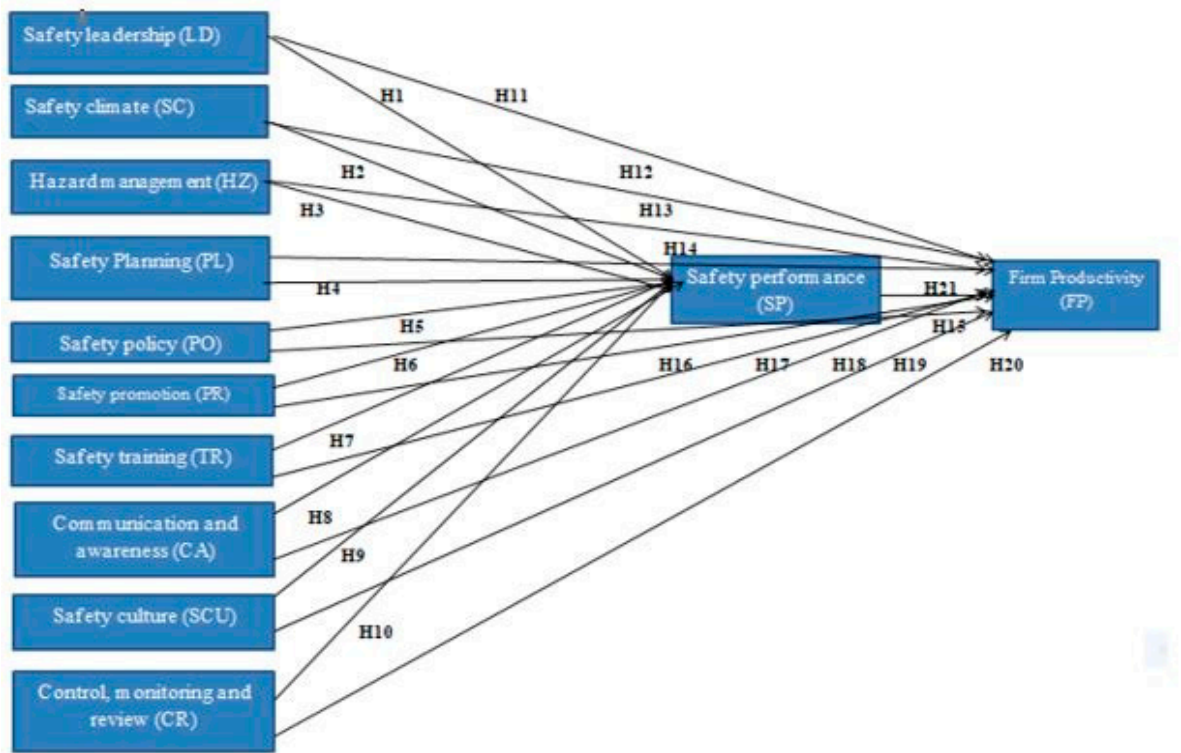 Safety leadership (LD)
H1
H11
Safety climate (SC)
H2
H12
Hazard management (HZ)
H3
H13
Safety Planning (PL)
H14
H4
Safety performance
(SP)
H21
Firm Productivity
(FP)
Safety policy (PO)
H5
H15
Safety promotion (PR)
H6
H16
H17
H18
H19
H20
Safety training (TR)
H7
Communication and
awareness (CA)
H8
H9
Safety culture (SCU)
H10
Control, monitoring and
review (CR)